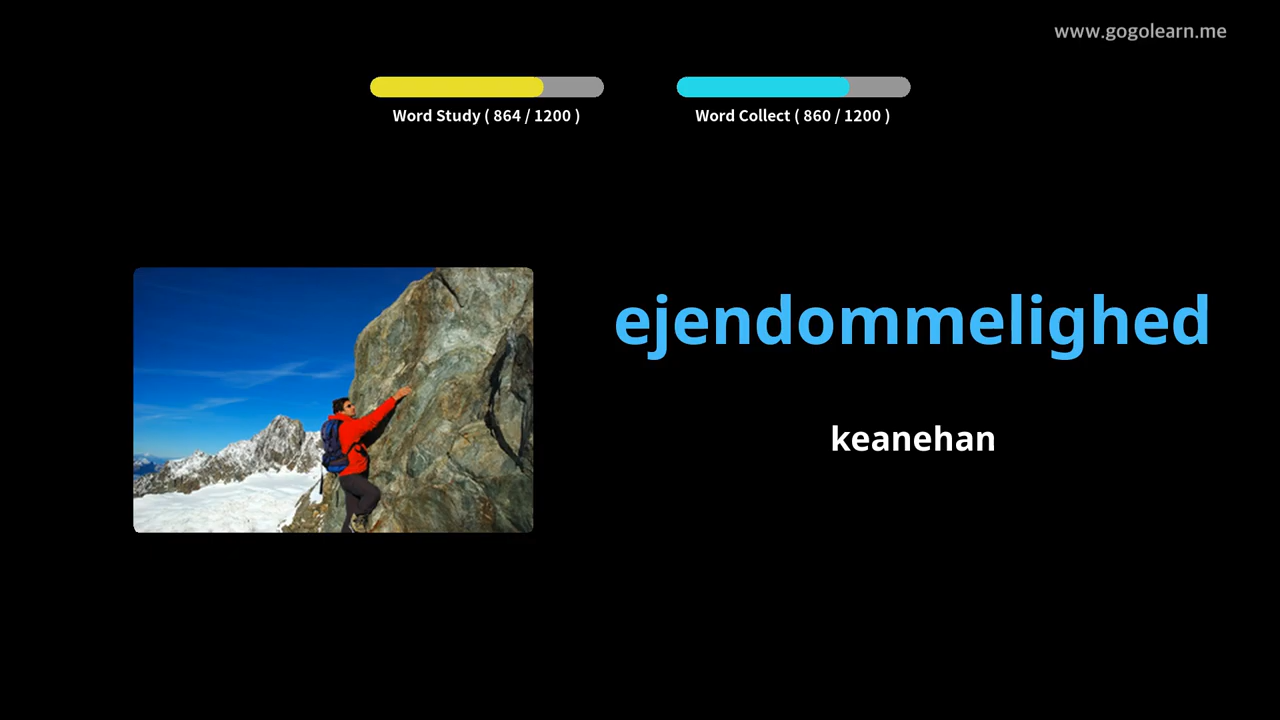 www.gogolearn.me
Word Study ( 864 / 1200 )
Word Collect ( 860 / 1200 )
ejendommelighed
keanehan